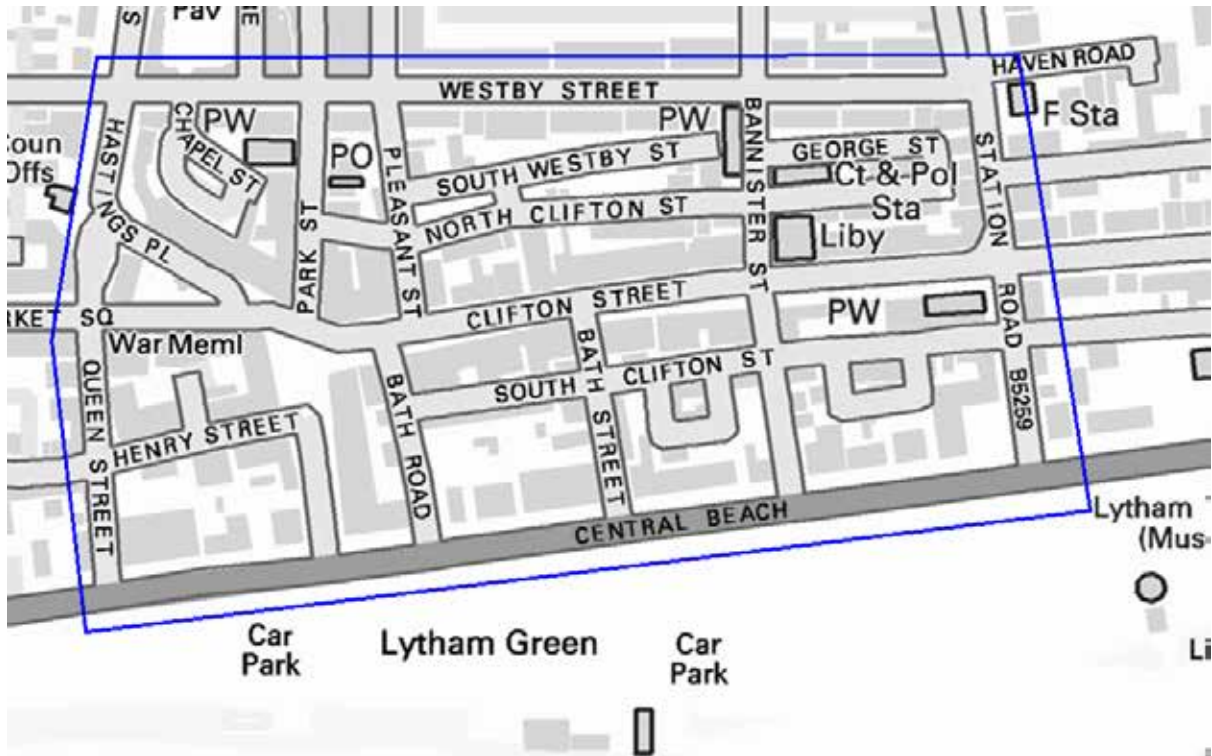 S
Pav
HAVEN ROAD
WESTBY STREET
F Sta
HASTINGS PL
CHAPEL ST
PW
PO
PARK ST
PLEASANT ST
PW
BANNISTER ST
GEORGE ST
STATION ROAD B5259
Offs
SOUTH WESTBY ST
Ct & Pol
Sta
NORTH CLIFTON ST
Liby
CLIFTON STREET
PW
SQ
War Meml
QUEEN STREET
HENRY STREET
BATH ROAD
BATH STREET
SOUTH CLIFTON ST
CENTRAL BEACH
Lytham
(Mus-
Car
Park
Lytham Green
Car
Park
Li